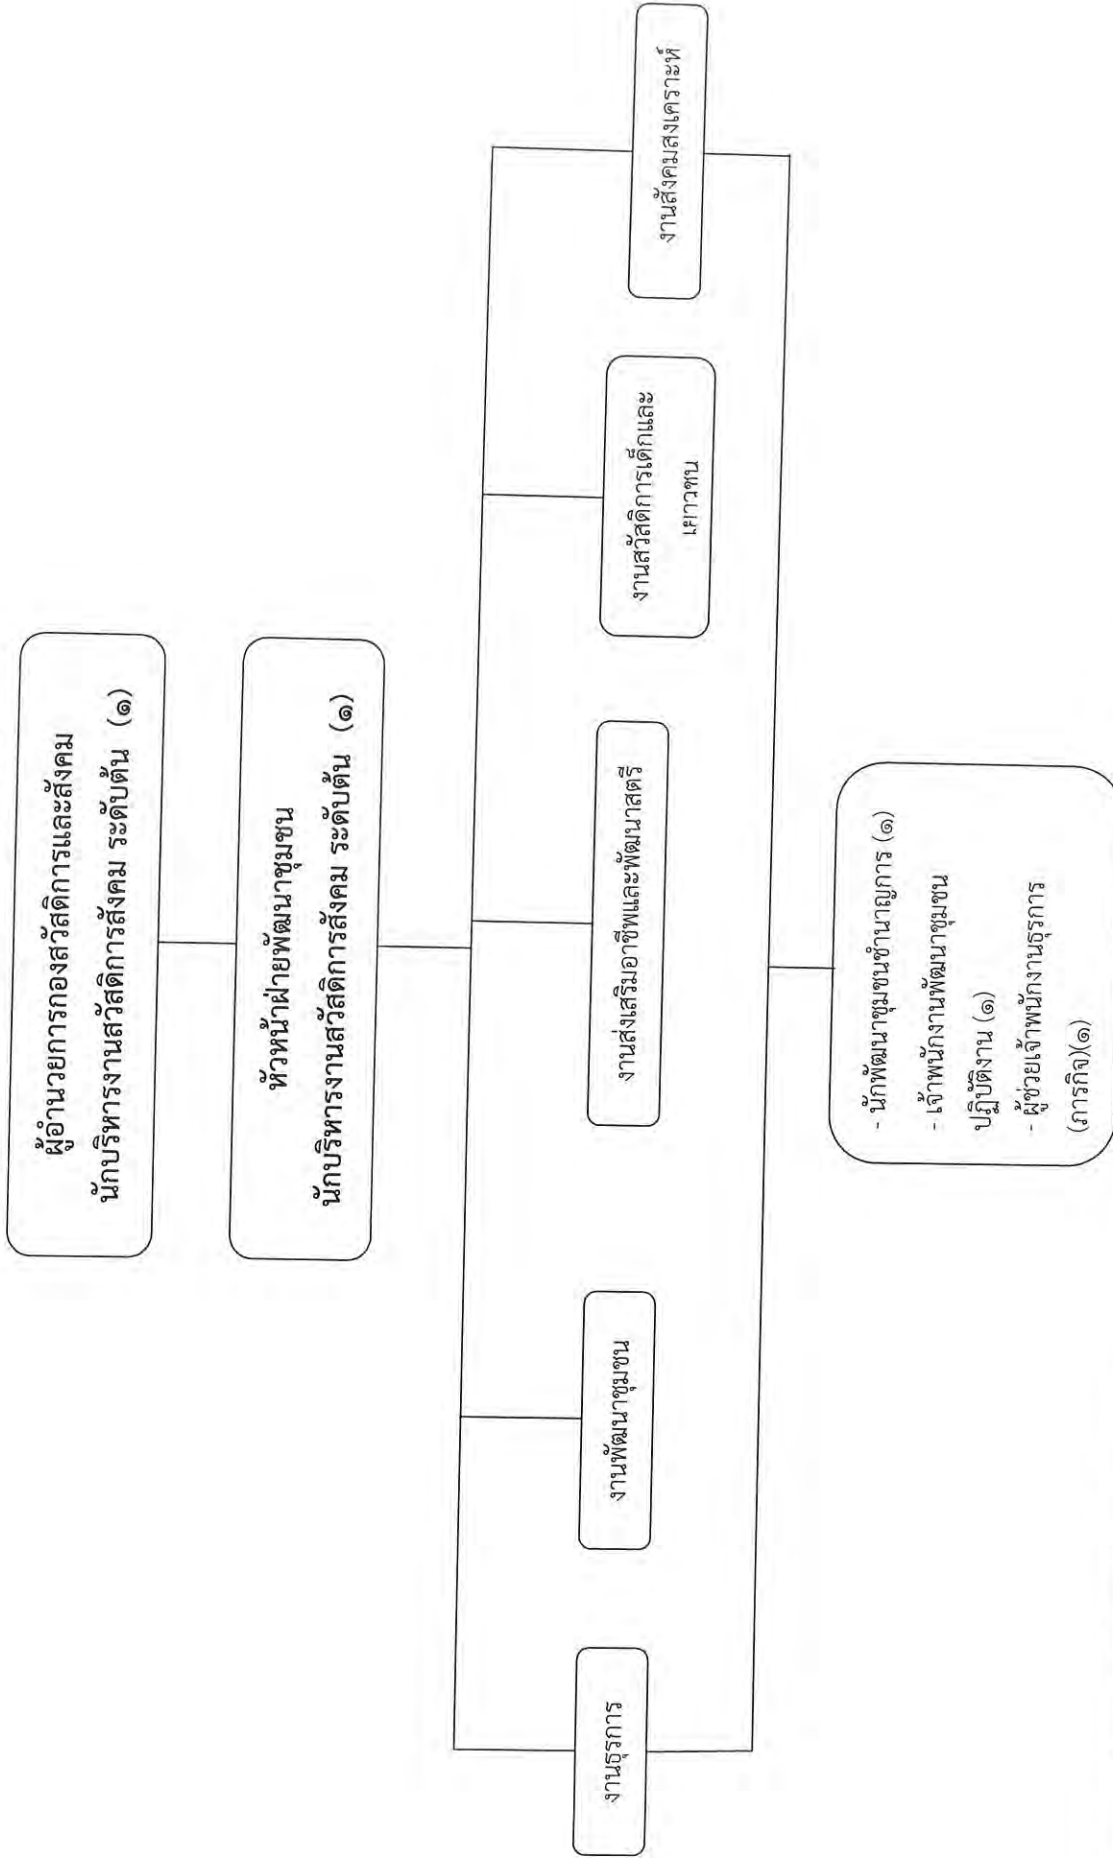 ผู้อำนวยการกองสวัสดิการและสังคม
นักบริหารงานสวัสดิการสังคม ระดับต้น (๑)
หัวหน้าฝ่ายพัฒนาชุมชน
นักบริหารงานสวัสดิการสังคม ระดับต้น (๑)
งานธุรการ
งานพัฒนาชุมชน
งานส่งเสริมอาชีพและพัฒนาสตรี
งานสวัสดิการเด็กและ
เยาวชน
งานสังคมสงเคราะห์
- นักพัฒนาชุมชนชำนาญการ (๑)
- เจ้าพนักงานพัฒนาชุมชน
ปฏิบัติงาน (๑)
- ผู้ช่วยเจ้าพนักงานธุรการ
(ภารกิจ)(๑)